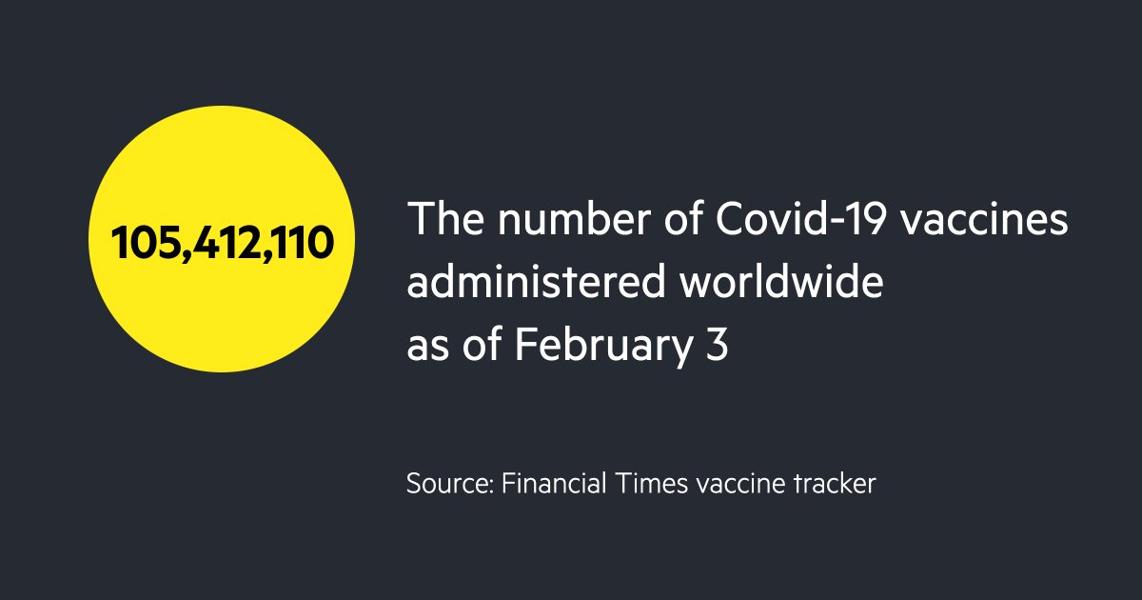 105,412,110
The number of Covid-19 vaccines
administered worldwide
as of February 3
Source: Financial Times vaccine tracker